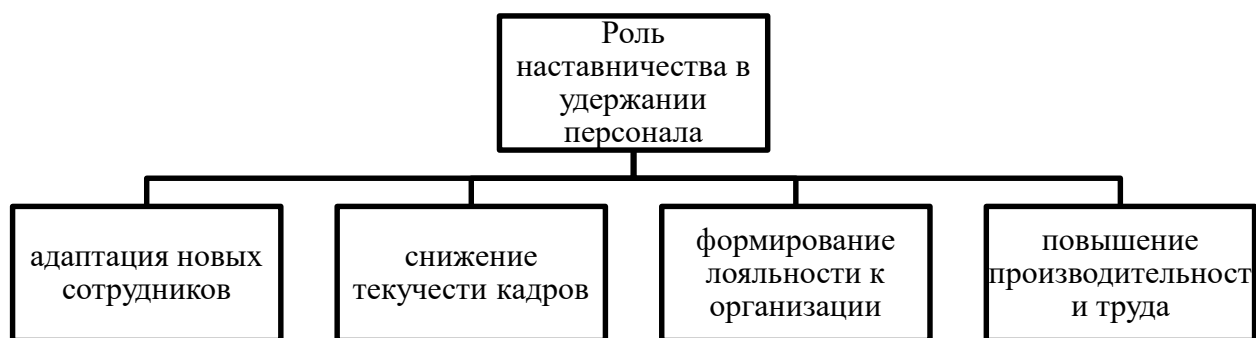 Роль
наставничества в
удержании
персонала
адаптация новых
сотрудников
снижение
текучести кадров
формирование
лояльности к
организации
повышение
производительност
и труда